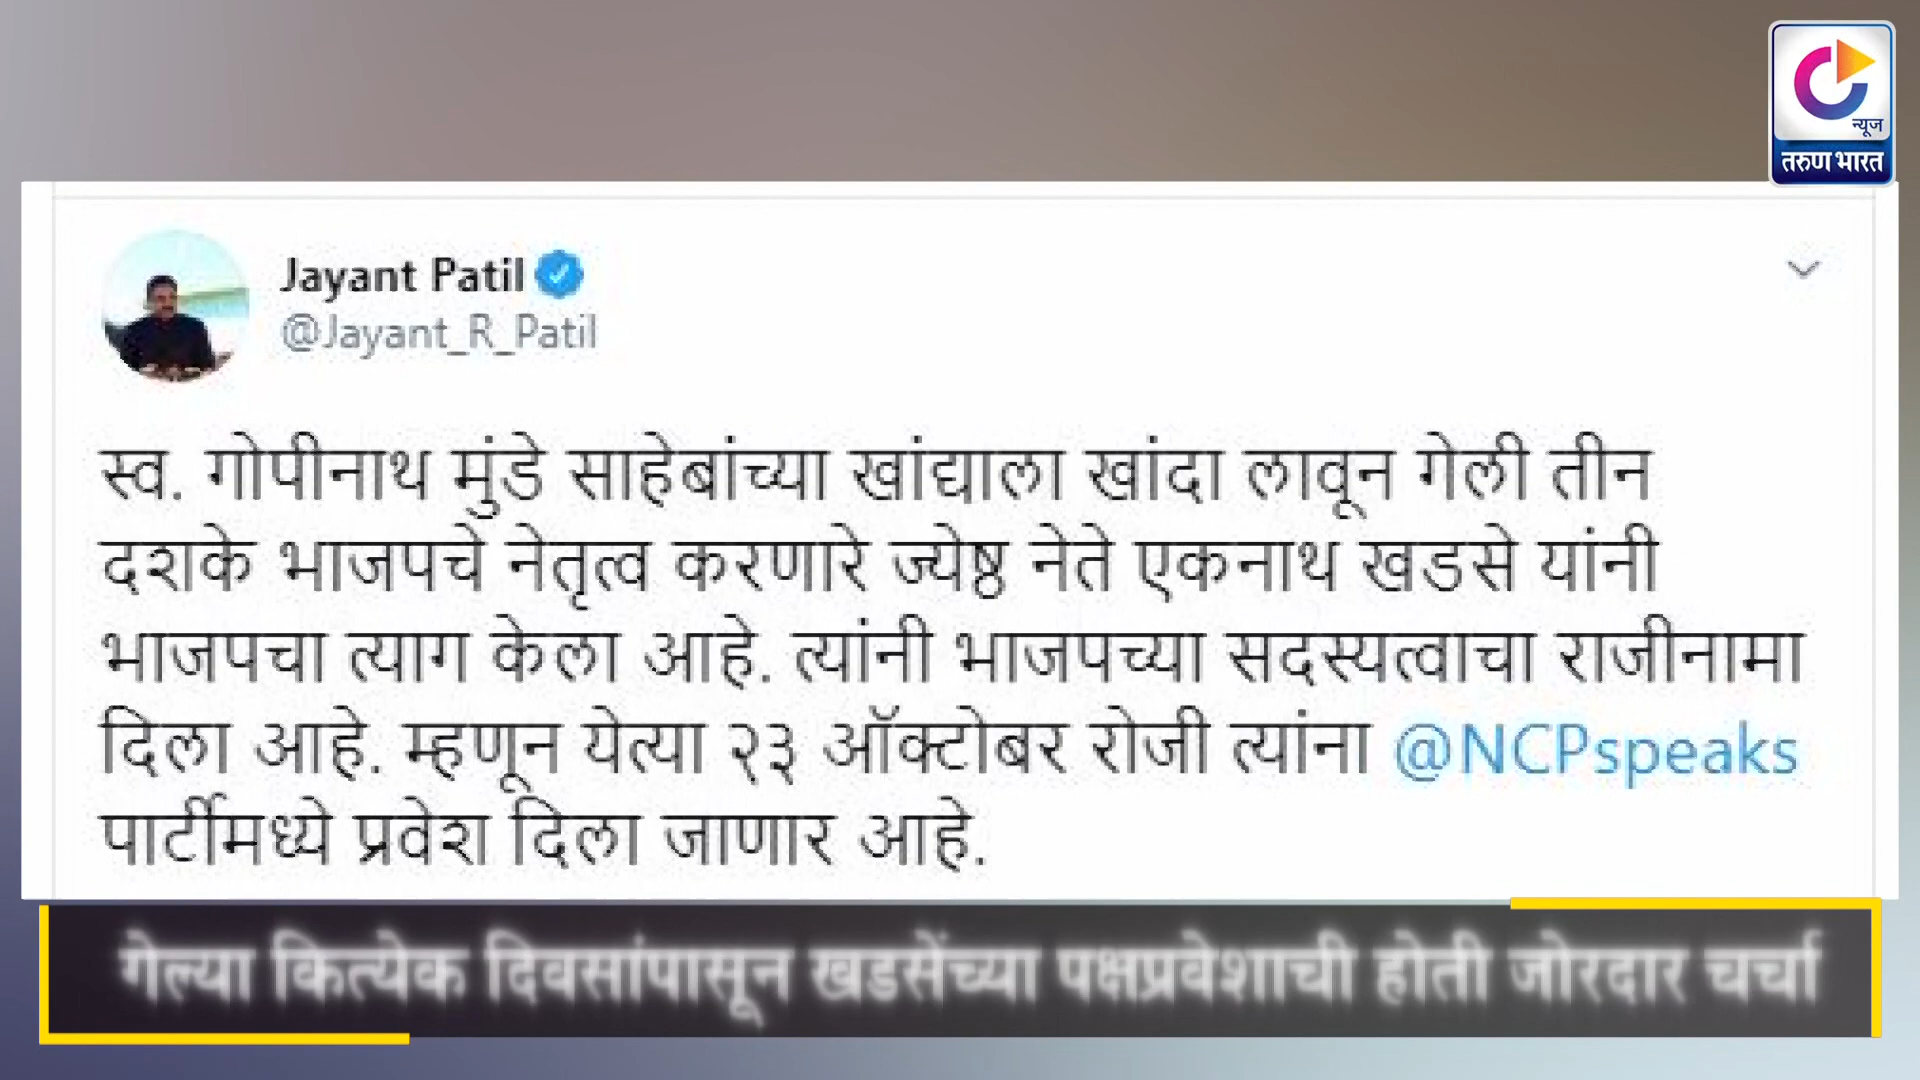 न्यूज
तरुण भारत
Jayant Patil
@Jayant_R_Patil
स्व. गोपीनाथ मुंडे साहेबांच्या खांद्याला खांदा लावून गेली तीन
दशके भाजपचे नेतृत्व करणारे ज्येष्ठ नेते एकनाथ खडसे यांनी
भाजपचा त्याग केला आहे. त्यांनी भाजपच्या सदस्यत्वाचा राजीनामा
दिला आहे. म्हणून येत्या २३ ऑक्टोबर रोजी त्यांना @NCPspeaks
पार्टीमध्ये प्रवेश दिला जाणार आहे.
गेल्या कित्येक दिवसांपासून खडसेंच्या पक्षप्रवेशाची होती जोरदार चर्चा